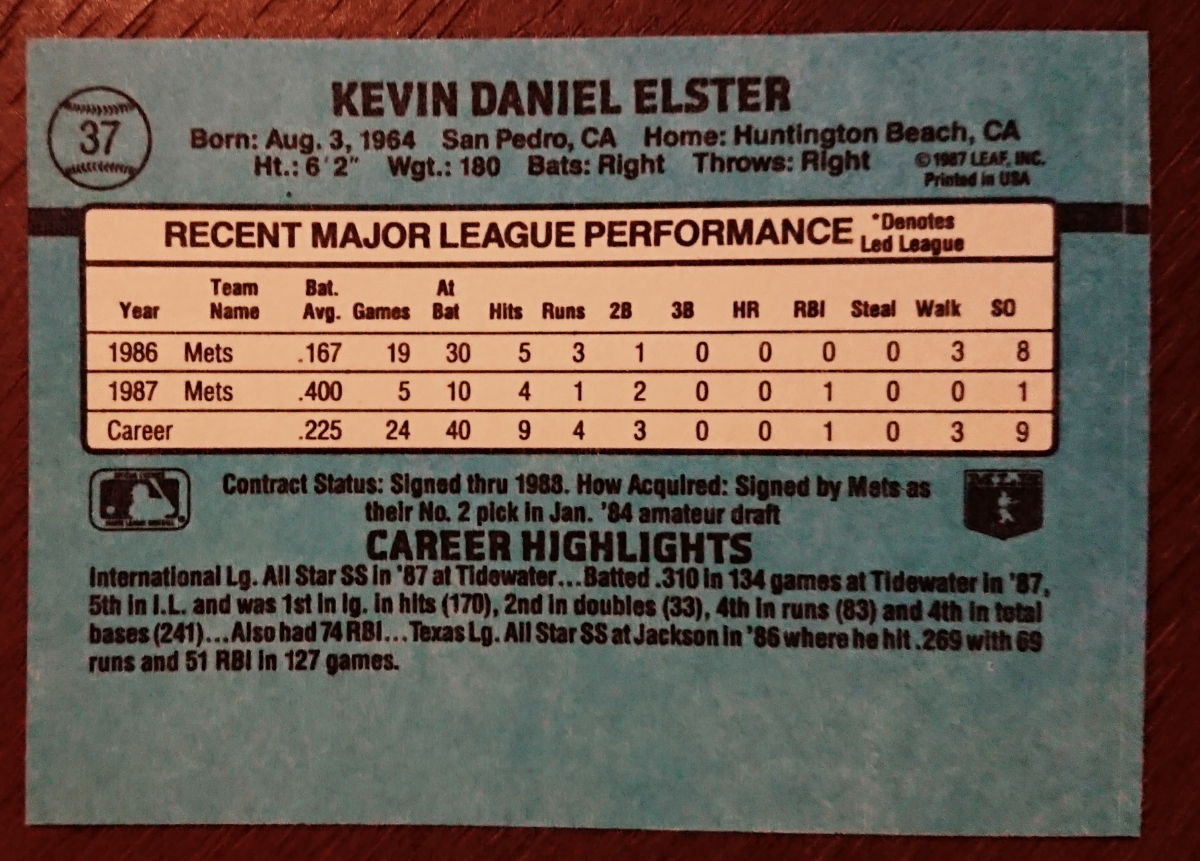 37
KEVIN DANIEL ELSTER
Born: Aug. 3, 1964 San Pedro, CA Home: Huntington Beach, CA
Ht.: 6'2" Wgt.: 180 Bats: Right Throws: Right
©1987 LEAF, INC.
Printed in USA
RECENT MAJOR LEAGUE PERFORMANCE *Denotes
Led League
Year Team Name Bat. Avg. Games At Bat Hits Runs 2B 3B HR RBI Steal Walk SO
1986 Mets .167 19 30 5 3 1 0 0 0 0 3 8
1987 Mets .400 5 10 4 1 2 0 0 1 0 0 1
Career .225 24 40 9 4 3 0 0 1 0 3 9
Contract Status: Signed thru 1988. How Acquired: Signed by Mets as
their No. 2 pick in Jan. '84 amateur draft
CAREER HIGHLIGHTS
International Lg. All Star SS in '87 at Tidewater...Batted .310 in 134 games at Tidewater in '87,
5th in I.L. and was 1st in lg. in hits (170), 2nd in doubles (33), 4th in runs (83) and 4th in total
bases (241)...Also had 74 RBI...Texas Lg. All Star SS at Jackson in '86 where he hit .269 with 69
runs and 51 RBI in 127 games.